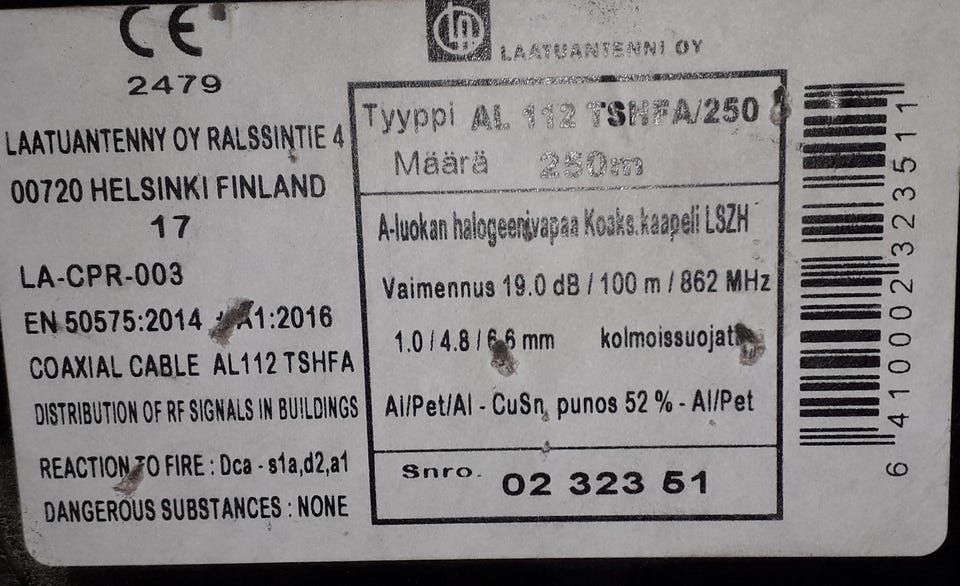 CE
2479
LAATUANTENNY OY RALSSINTIE 4
00720 HELSINKI FINLAND
17
LA-CPR-003
EN 50575:2014 + A1:2016
COAXIAL CABLE AL112 TSHFA
DISTRIBUTION OF RF SIGNALS IN BUILDINGS
REACTION TO FIRE : Dca - s1a,d2,a1
DANGEROUS SUBSTANCES : NONE
LAATUANTENNI OY
Tyyppi AL 112 TSHFA/250
Määrä 250m
A-luokan halogeenivapaa Koaks.kaapeli LSZH
Vaimennus 19.0 dB / 100 m / 862 MHz
1.0 / 4.8 / 6.6 mm kolmoissuojattu
Al/Pet/Al - CuSn, punos 52 % - Al/Pet
Snro. 02 323 51
6 410002 323511